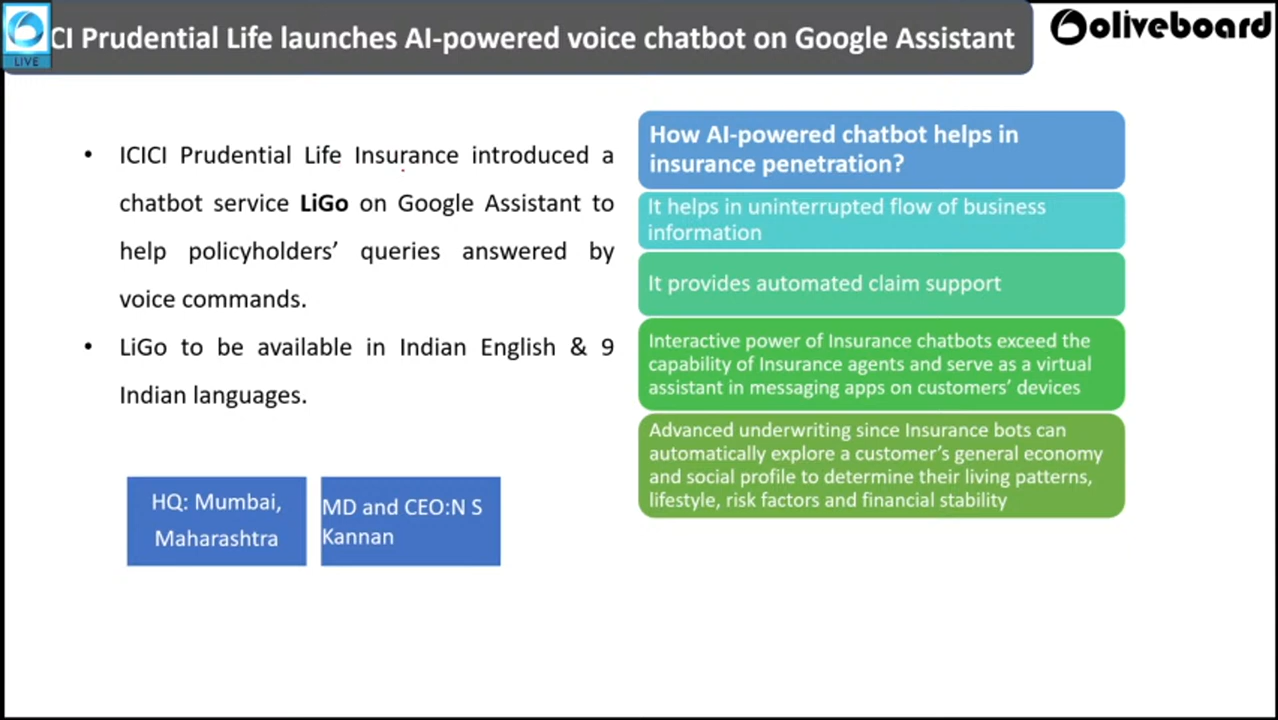 CI Prudential Life launches AI-powered voice chatbot on Google Assistant
LIVE
oliveboard
• ICICI Prudential Life Insurance introduced a
chatbot service LiGo on Google Assistant to
help policyholders’ queries answered by
voice commands.
• LiGo to be available in Indian English & 9
Indian languages.
HQ: Mumbai,
Maharashtra
MD and CEO:N S
Kannan
How AI-powered chatbot helps in
insurance penetration?
It helps in uninterrupted flow of business
information
It provides automated claim support
Interactive power of Insurance chatbots exceed the
capability of Insurance agents and serve as a virtual
assistant in messaging apps on customers’ devices
Advanced underwriting since Insurance bots can
automatically explore a customer’s general economy
and social profile to determine their living patterns,
lifestyle, risk factors and financial stability